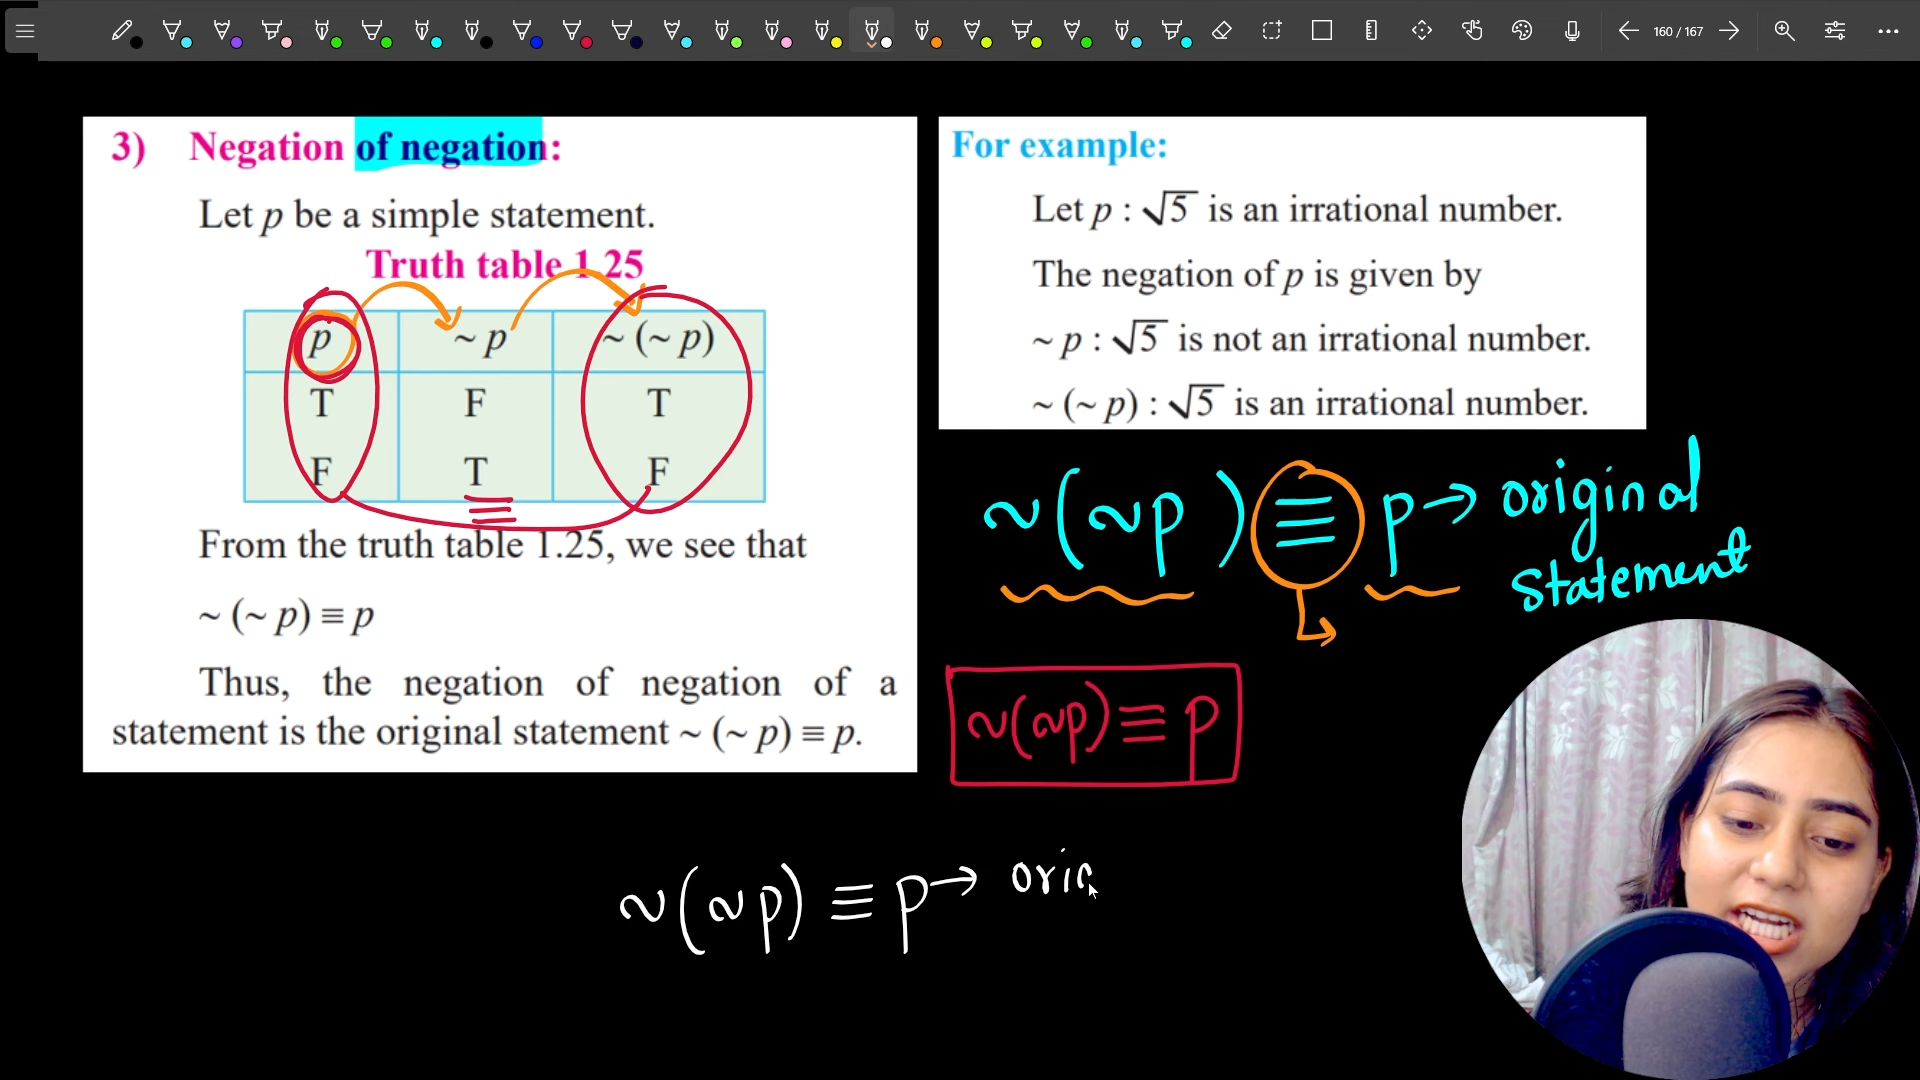 160 / 167
3) Negation of negation:
Let p be a simple statement.
Truth table 1.25
p ~ p ~ (~ p)
T F T
F T F
From the truth table 1.25, we see that
~ (~ p) ≡ p
Thus, the negation of negation of a
statement is the original statement ~ (~ p) ≡ p.
For example:
Let p : √5 is an irrational number.
The negation of p is given by
~ p : √5 is not an irrational number.
~ (~ p) : √5 is an irrational number.
~(~p) ≡ p → original
statement
~(~p) ≡ p
~(~p) ≡ p → orig